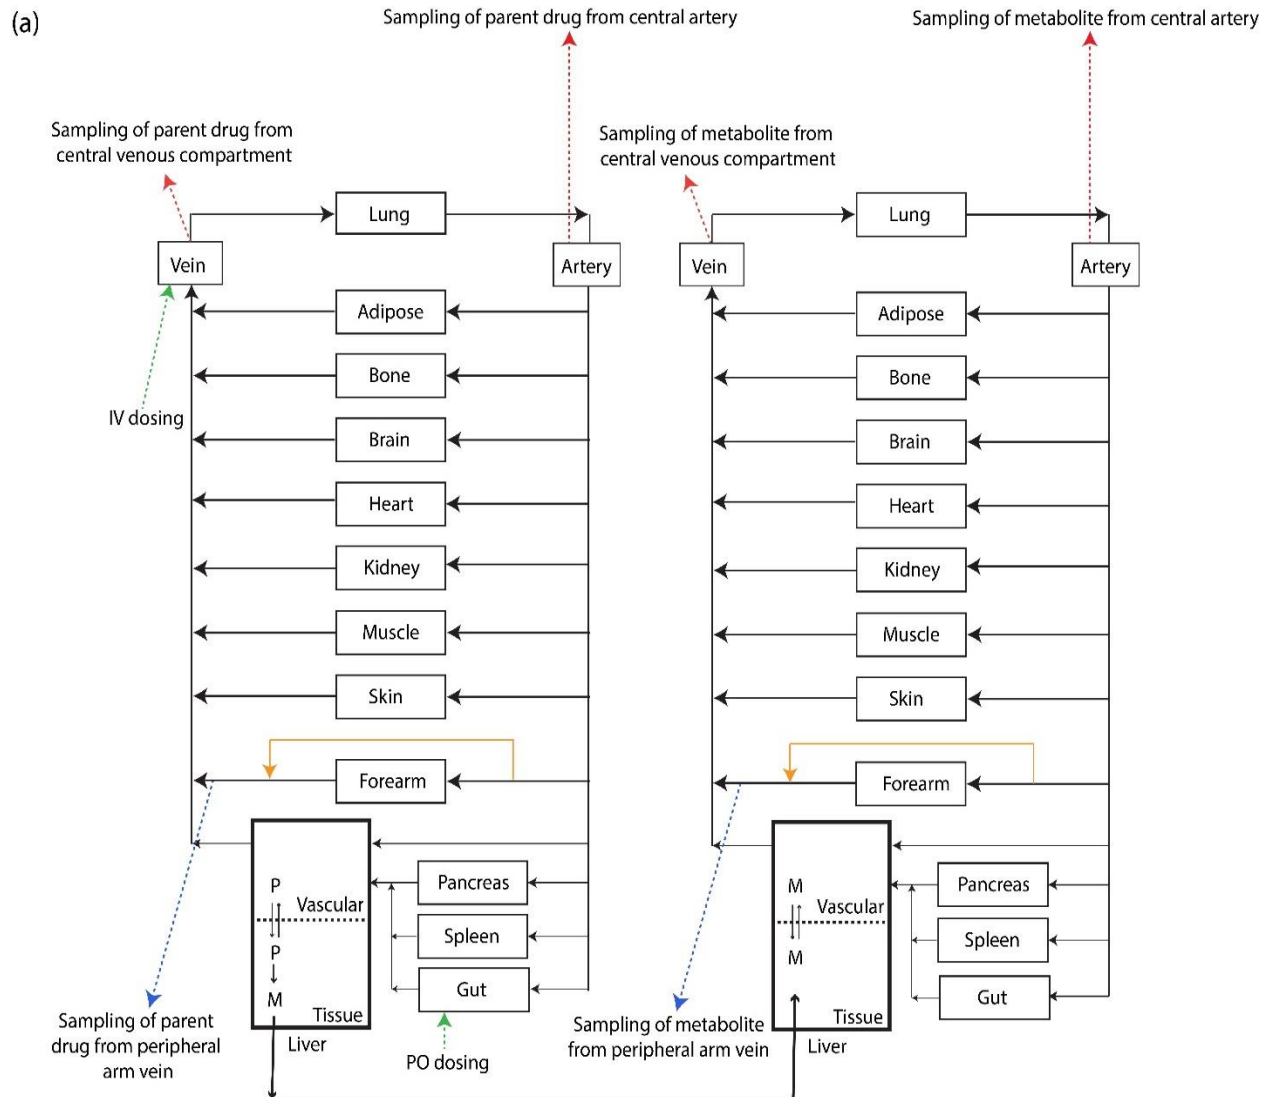 (a)
Sampling of parent drug from central artery
Sampling of metabolite from central artery
Sampling of parent drug from
central venous compartment
Sampling of metabolite from
central venous compartment
Lung
Vein
Artery
Adipose
Bone
Brain
Heart
Kidney
Muscle
Skin
Forearm
IV dosing
P
Vascular
P
M
Tissue
Liver
Pancreas
Spleen
Gut
PO dosing
Sampling of parent
drug from peripheral
arm vein
Lung
Vein
Artery
Adipose
Bone
Brain
Heart
Kidney
Muscle
Skin
Forearm
M
Vascular
M
Tissue
Liver
Pancreas
Spleen
Gut
Sampling of metabolite
from peripheral arm vein